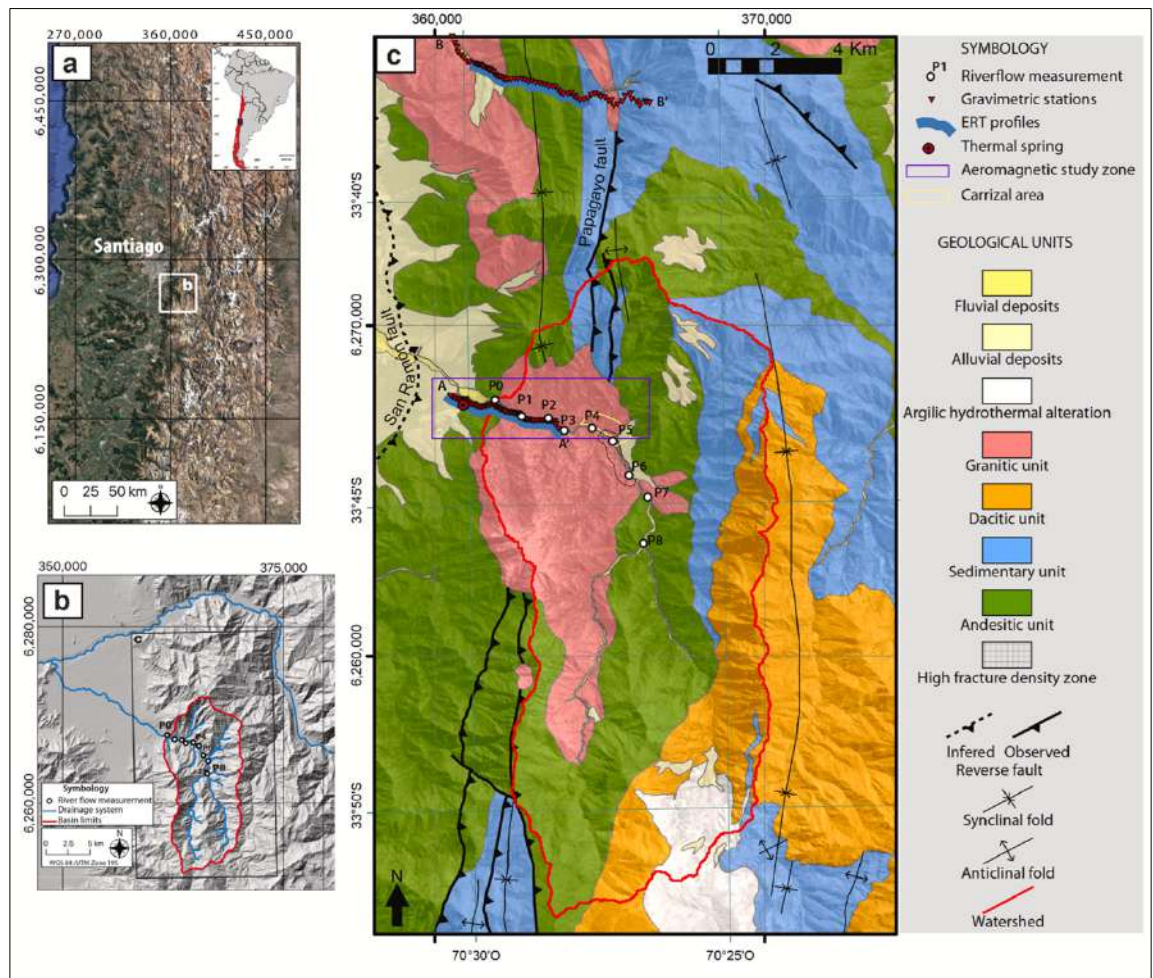 a
270,000
360,000
450,000
6,450,000
6,300,000
6,150,000
Santiago
b
0 25 50 km
b
350,000
375,000
6,280,000
6,260,000
c
P0
P8
Symbology
River flow measurement
Drainage system
Basin limits
N
0 2.5 5 km
c
360,000
370,000
0 2 4 Km
B
B'
33°40'S
6,270,000
33°45'S
6,260,000
33°50'S
70°30'O
70°25'O
Papagayo fault
San Ramon fault
A
P0
P1
P2
P3
A'
P4
P5
P6
P7
P8
N
SYMBOLOGY
P1
Riverflow measurement
Gravimetric stations
ERT profiles
Thermal spring
Aeromagnetic study zone
Carrizal area
GEOLOGICAL UNITS
Fluvial deposits
Alluvial deposits
Argilic hydrothermal alteration
Granitic unit
Dacitic unit
Sedimentary unit
Andesitic unit
High fracture density zone
Infered Observed
Reverse fault
Synclinal fold
Anticlinal fold
Watershed